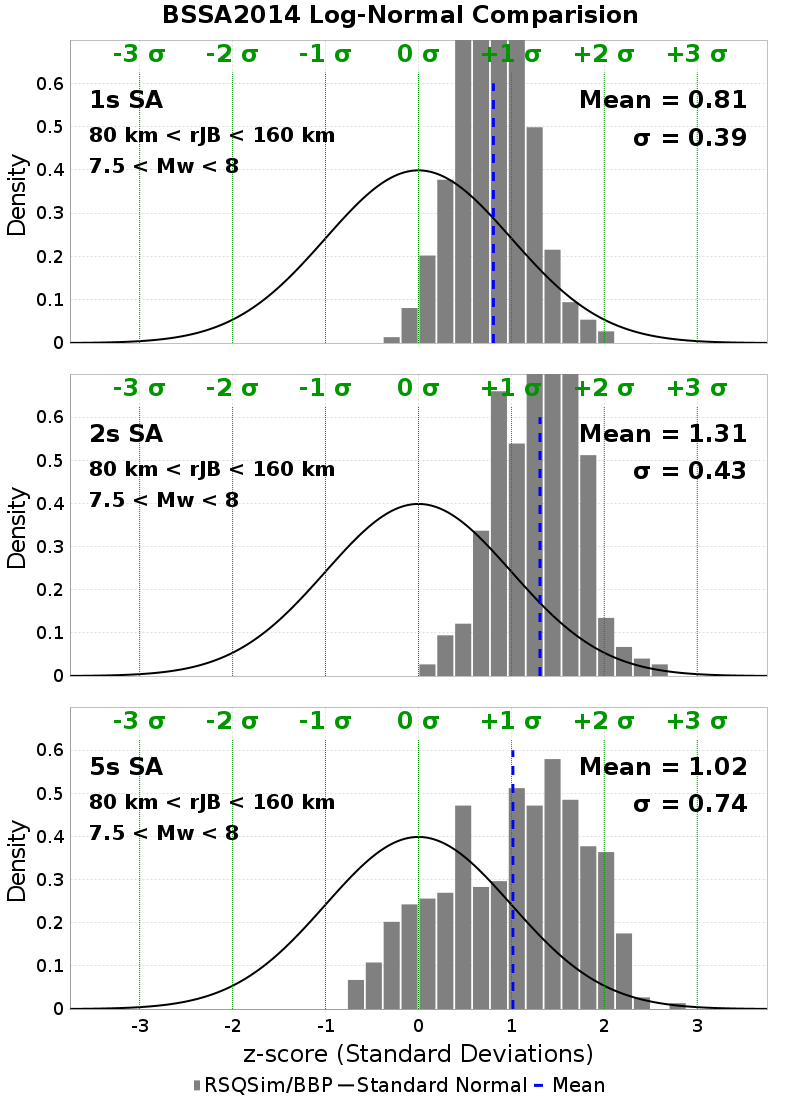 BSSA2014 Log-Normal Comparision
-3 σ -2 σ -1 σ 0 σ +1 σ +2 σ +3 σ
1s SA
80 km < rJB < 160 km
7.5 < Mw < 8
Mean = 0.81
σ = 0.39
Density
0.6
0.5
0.4
0.3
0.2
0.1
0
-3 σ -2 σ -1 σ 0 σ +1 σ +2 σ +3 σ
2s SA
80 km < rJB < 160 km
7.5 < Mw < 8
Mean = 1.31
σ = 0.43
Density
0.6
0.5
0.4
0.3
0.2
0.1
0
-3 σ -2 σ -1 σ 0 σ +1 σ +2 σ +3 σ
5s SA
80 km < rJB < 160 km
7.5 < Mw < 8
Mean = 1.02
σ = 0.74
Density
0.6
0.5
0.4
0.3
0.2
0.1
0
-3 -2 -1 0 1 2 3
z-score (Standard Deviations)
RSQSim/BBP Standard Normal Mean